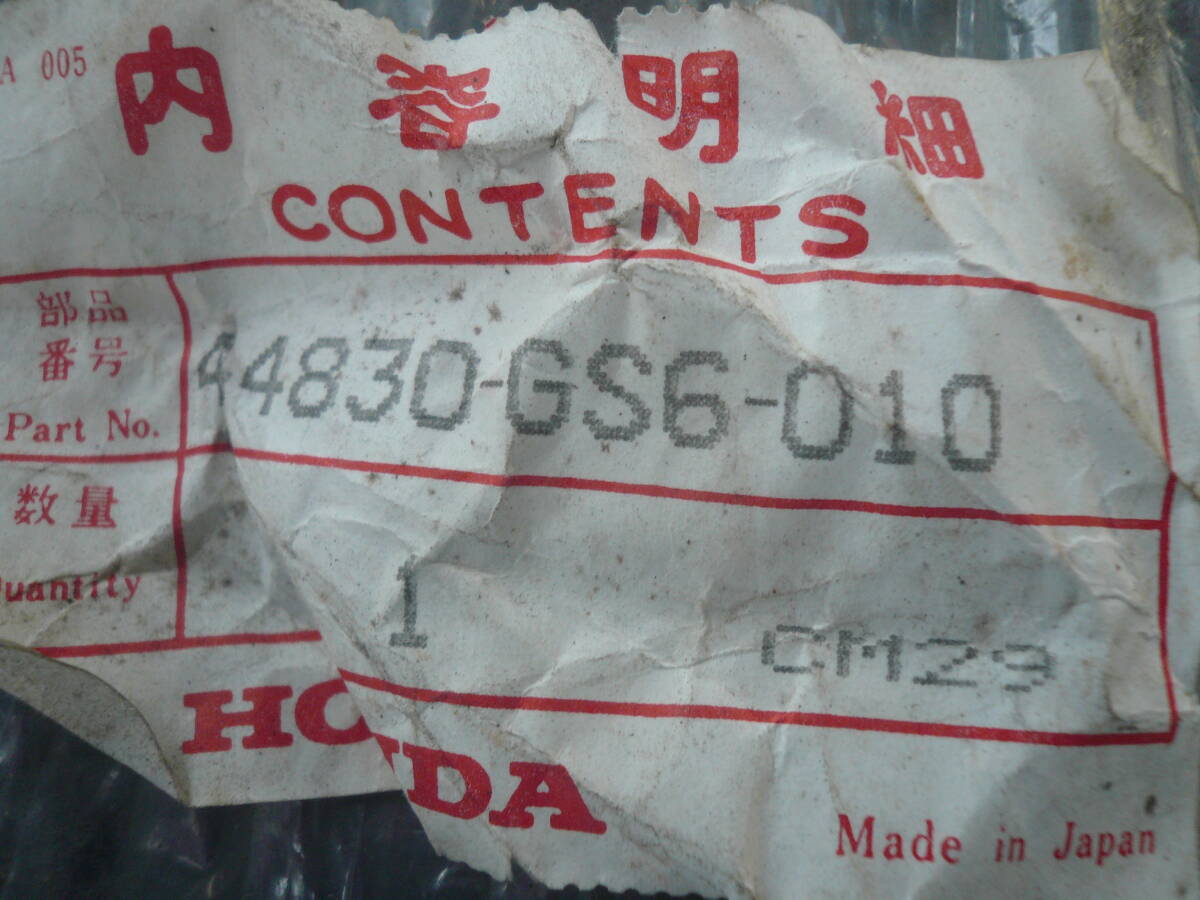 A 005
内容明細
CONTENTS
部品
番号
Part No.
44830-GS6-010
数量
uantity
1
CM29
HONDA
Made in Japan